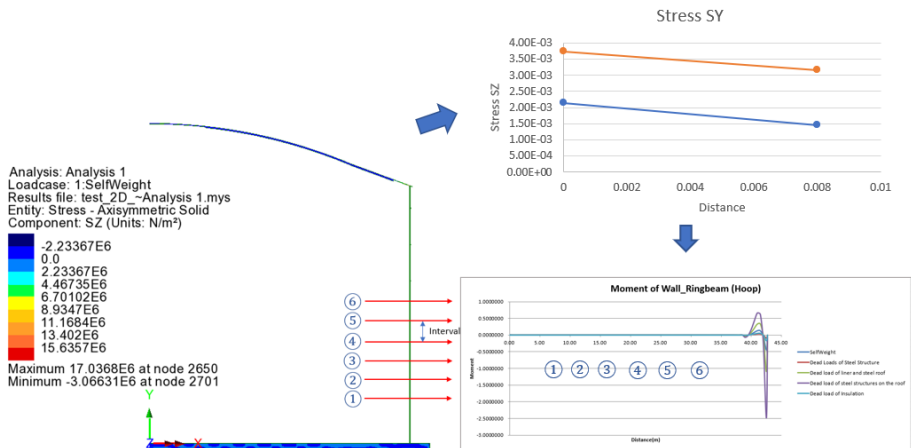 Stress SY
4.00E-03
3.50E-03
3.00E-03
2.50E-03
2.00E-03
1.50E-03
1.00E-03
5.00E-04
0.00E+00
Stress SZ
0
0.002
0.004
0.006
0.008
0.01
Distance
Analysis: Analysis 1
Loadcase: 1:SelfWeight
Results file: test_2D_~Analysis 1.mys
Entity: Stress - Axisymmetric Solid
Component: SZ (Units: N/m²)
-2.23367E6
0.0
2.23367E6
4.46735E6
6.70102E6
8.9347E6
11.1684E6
13.402E6
15.6357E6
Maximum 17.0368E6 at node 2650
Minimum -3.06631E6 at node 2701
Y
Z
X
⑥
⑤
④
③
②
①
Interval
Moment of Wall_Ringbeam (Hoop)
1.0000000
0.5000000
0.0000000
-0.5000000
-1.0000000
-1.5000000
-2.0000000
-2.5000000
-3.0000000
Moment
0.00
5.00
10.00
15.00
20.00
25.00
30.00
35.00
40.00
45.00
① ② ③ ④ ⑤ ⑥
Distance(m)
SelfWeight
Dead Loads of Steel Structure
Dead load of liner and steel roof
Dead load of steel structures on the roof
Dead load of insulation